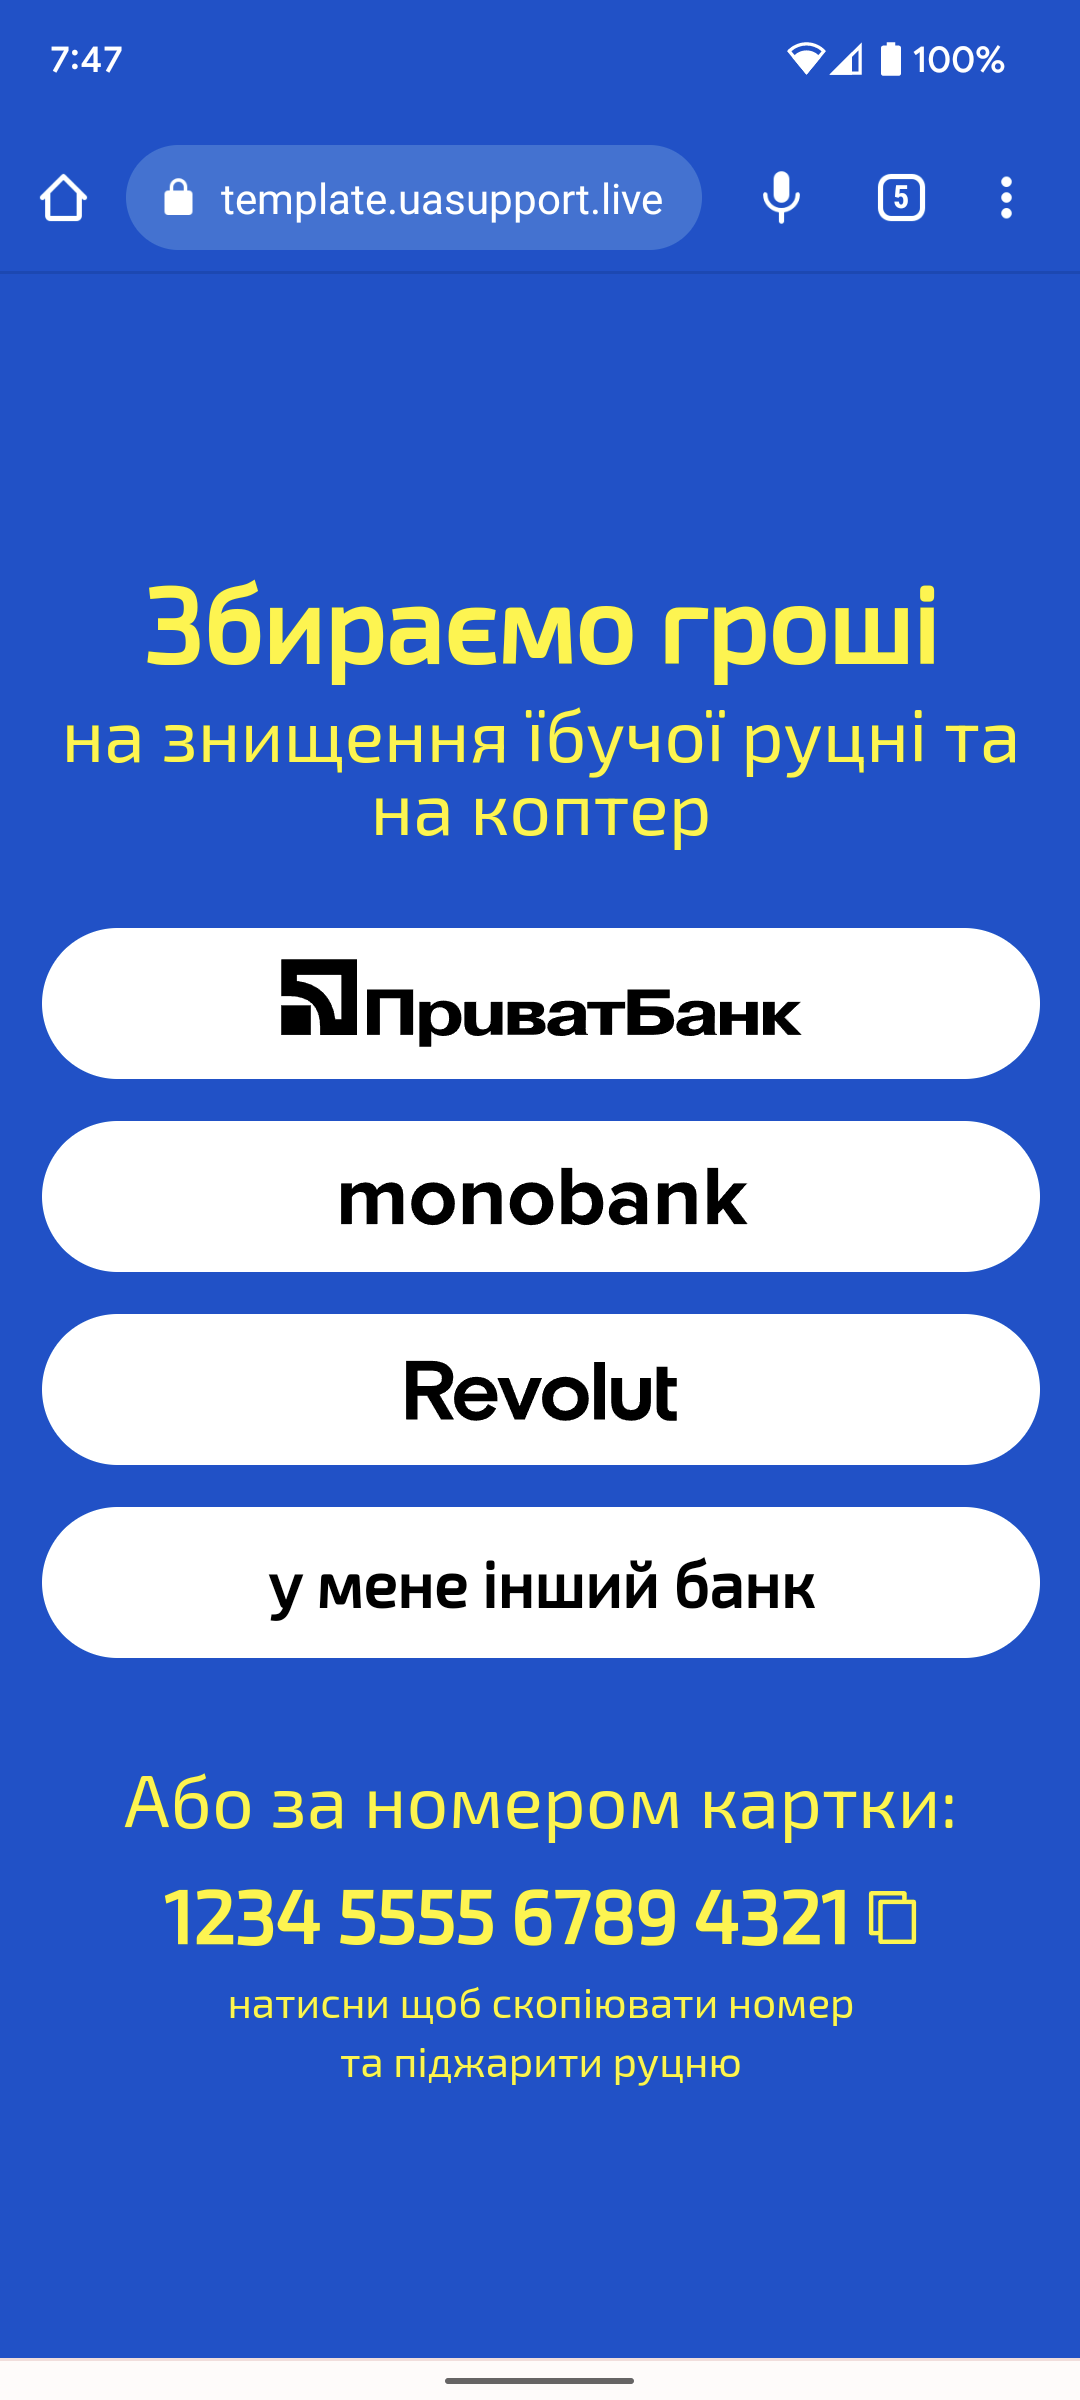 7:47
100%
template.uasupport.live
5
Збираємо гроші
на знищення їбучої руцні та
на коптер
ПриватБанк
monobank
Revolut
у мене інший банк
Або за номером картки:
1234 5555 6789 4321
натисни щоб скопіювати номер
та піджарити руцню